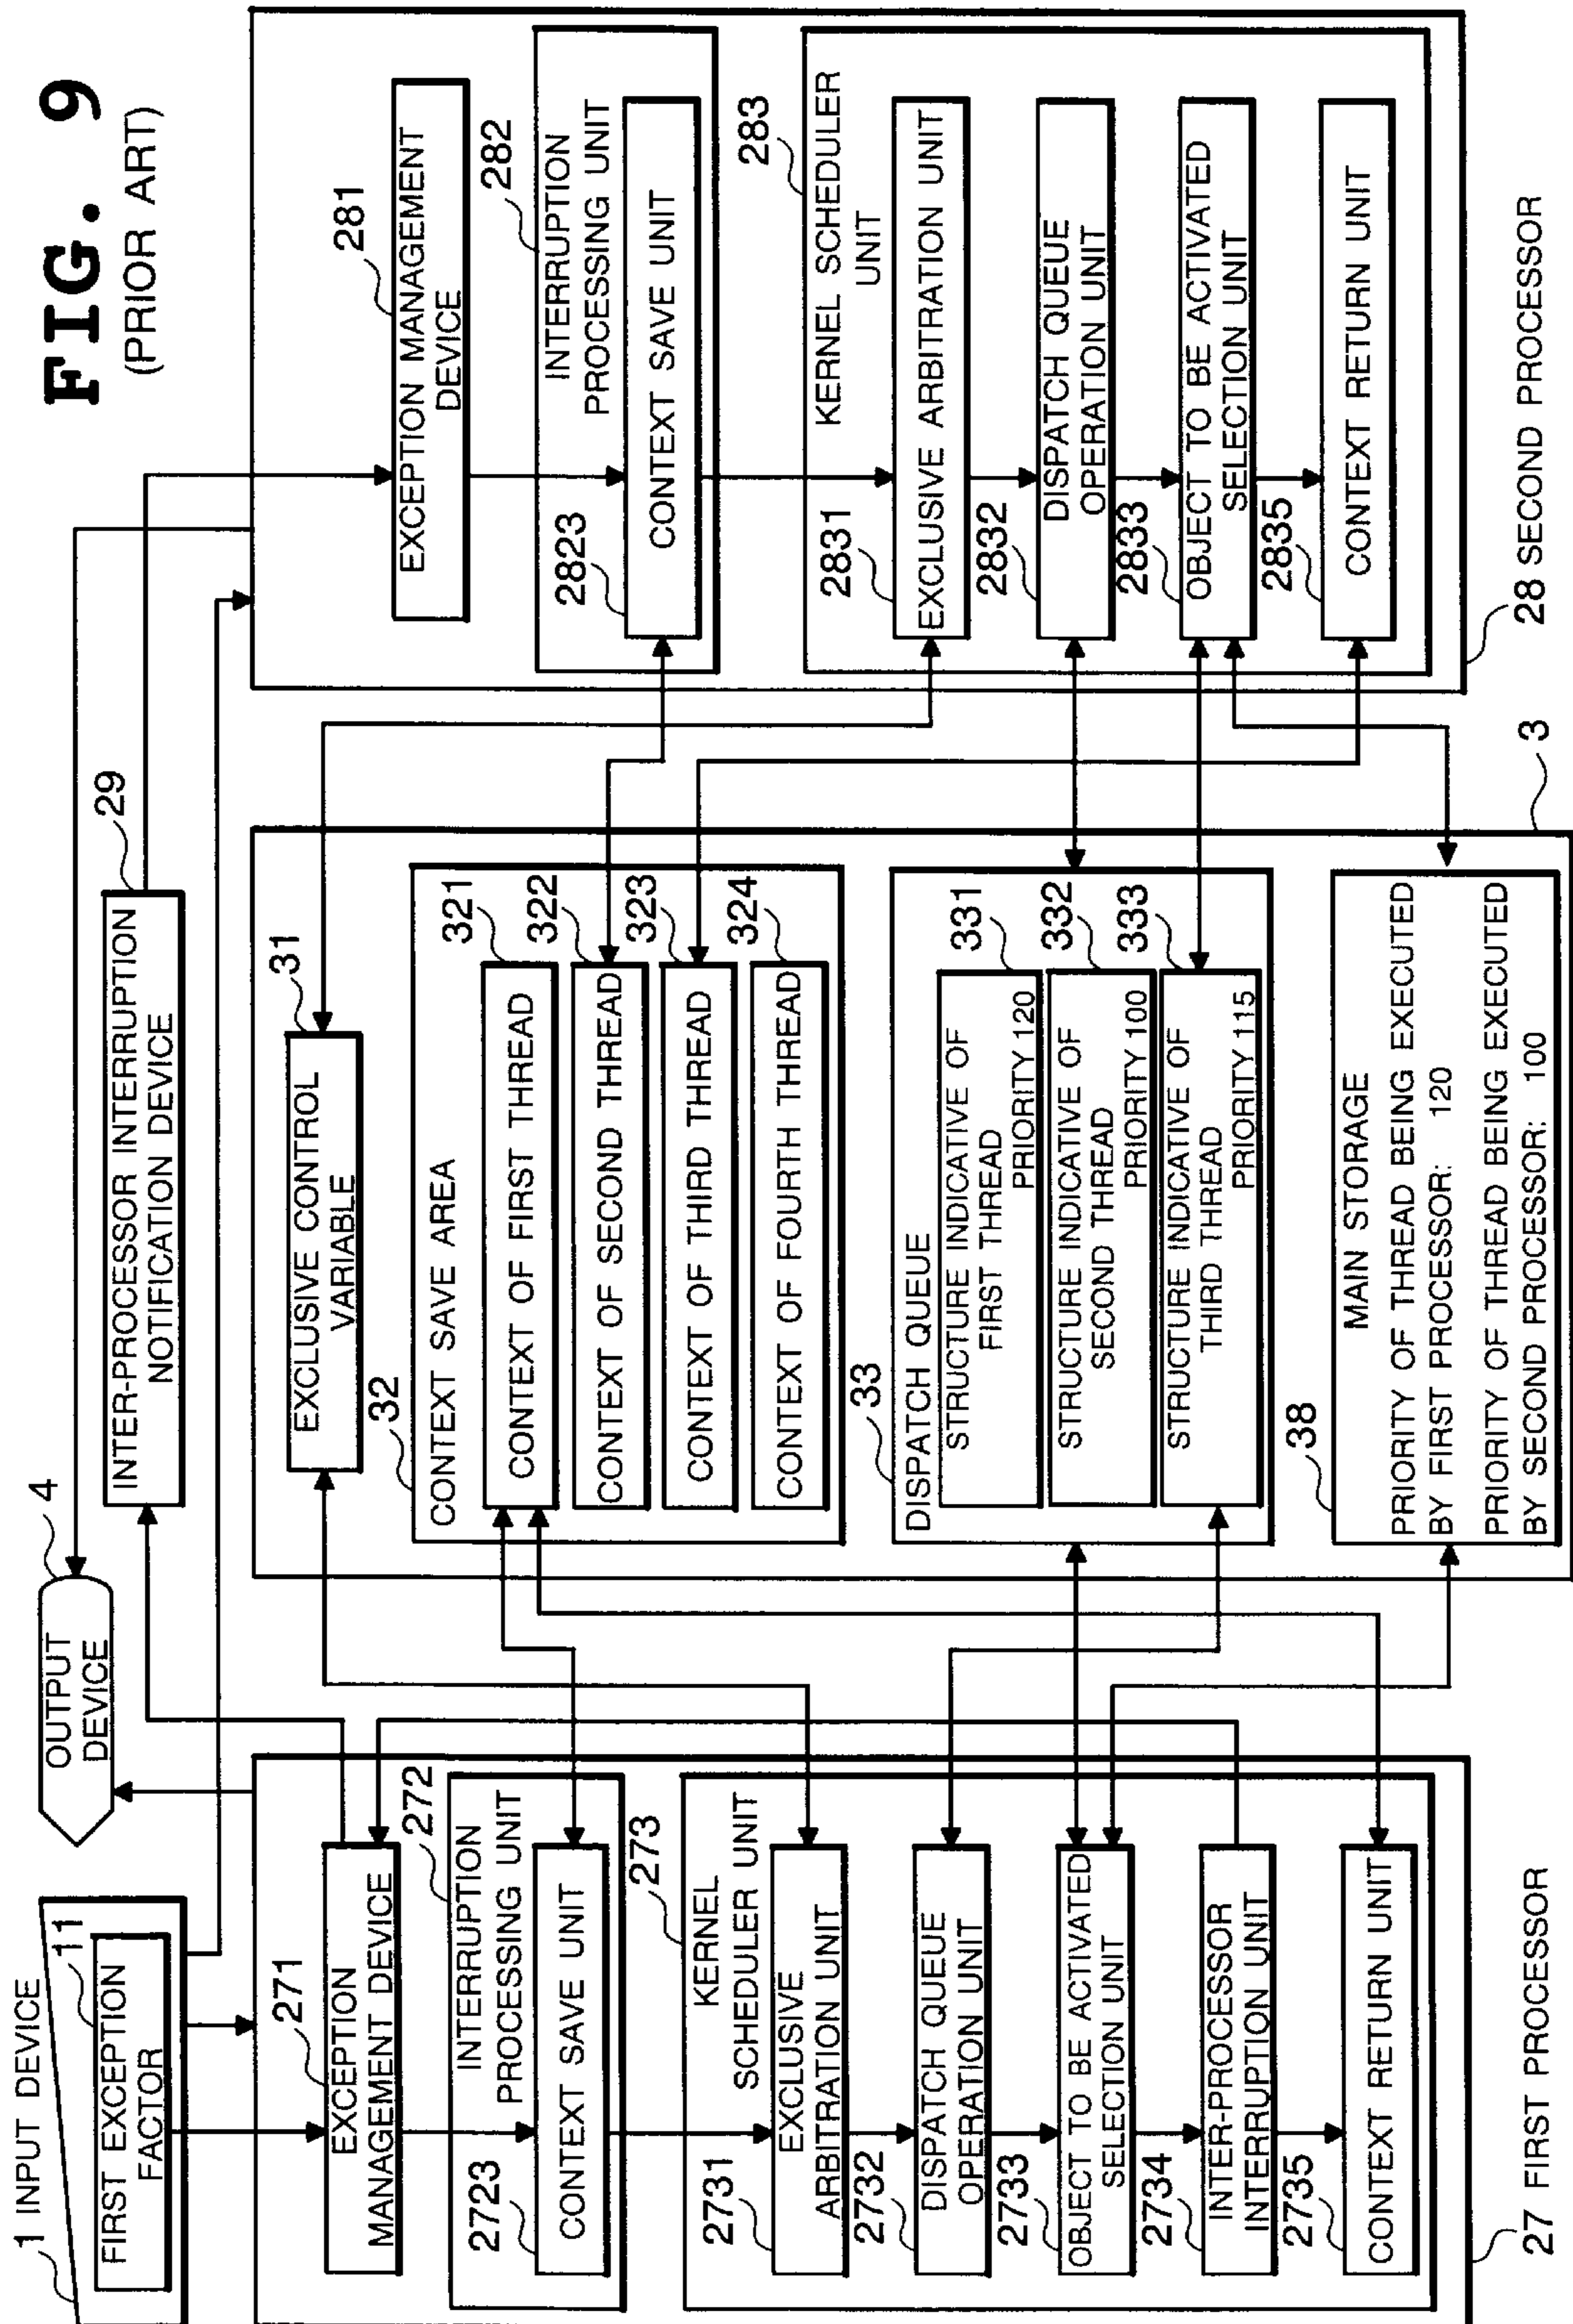 FIG. 9
(PRIOR ART)
1 INPUT DEVICE
11
FIRST EXCEPTION
FACTOR
4
OUTPUT
DEVICE
29
INTER-PROCESSOR INTERRUPTION
NOTIFICATION DEVICE
271
EXCEPTION
MANAGEMENT DEVICE
272
INTERRUPTION
PROCESSING UNIT
2723
CONTEXT SAVE UNIT
273
KERNEL
SCHEDULER UNIT
2731
EXCLUSIVE
ARBITRATION UNIT
2732
DISPATCH QUEUE
OPERATION UNIT
2733
OBJECT TO BE ACTIVATED
SELECTION UNIT
2734
INTER-PROCESSOR
INTERRUPTION UNIT
2735
CONTEXT RETURN UNIT
27 FIRST PROCESSOR
31
EXCLUSIVE CONTROL
VARIABLE
32
CONTEXT SAVE AREA
321
CONTEXT OF FIRST THREAD
322
CONTEXT OF SECOND THREAD
323
CONTEXT OF THIRD THREAD
324
CONTEXT OF FOURTH THREAD
33
DISPATCH QUEUE
331
STRUCTURE INDICATIVE OF
FIRST THREAD
PRIORITY 120
332
STRUCTURE INDICATIVE OF
SECOND THREAD
PRIORITY 100
333
STRUCTURE INDICATIVE OF
THIRD THREAD
PRIORITY 115
38
MAIN STORAGE
PRIORITY OF THREAD BEING EXECUTED
BY FIRST PROCESSOR: 120
PRIORITY OF THREAD BEING EXECUTED
BY SECOND PROCESSOR: 100
3
281
EXCEPTION MANAGEMENT
DEVICE
282
INTERRUPTION
PROCESSING UNIT
2823
CONTEXT SAVE UNIT
283
KERNEL SCHEDULER
UNIT
2831
EXCLUSIVE ARBITRATION UNIT
2832
DISPATCH QUEUE
OPERATION UNIT
2833
OBJECT TO BE ACTIVATED
SELECTION UNIT
2835
CONTEXT RETURN UNIT
28 SECOND PROCESSOR